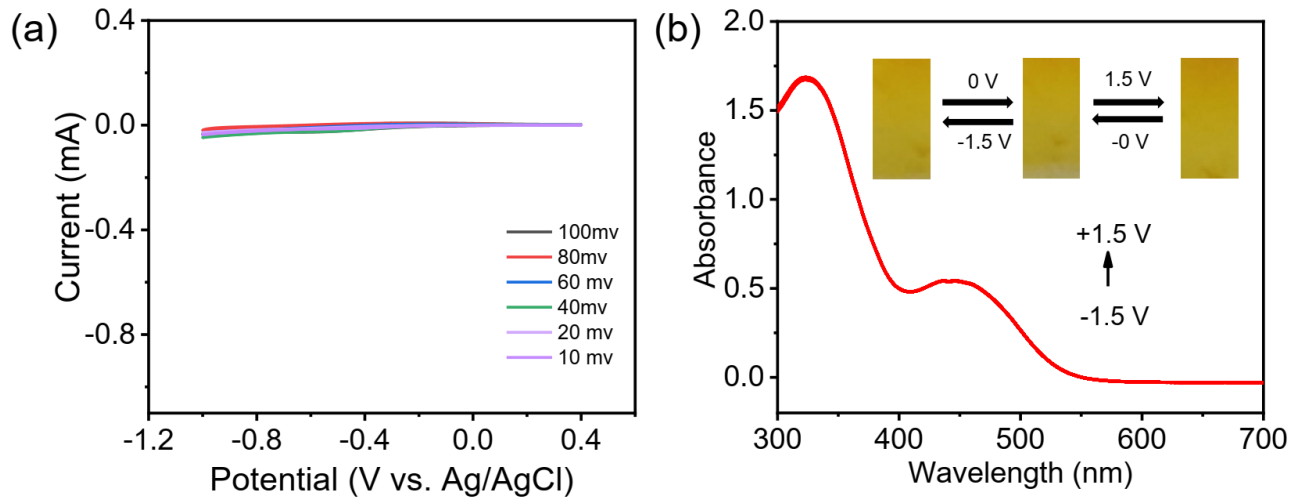 (a)
0.4
0.0
-0.4
-0.8
Current (mA)
100mv
80mv
60 mv
40mv
20 mv
10 mv
-1.2
-0.8
-0.4
0.0
0.4
Potential (V vs. Ag/AgCl)
(b)
2.0
1.5
1.0
0.5
0.0
Absorbance
0 V
-1.5 V
1.5 V
-0 V
+1.5 V
-1.5 V
300
400
500
600
700
Wavelength (nm)